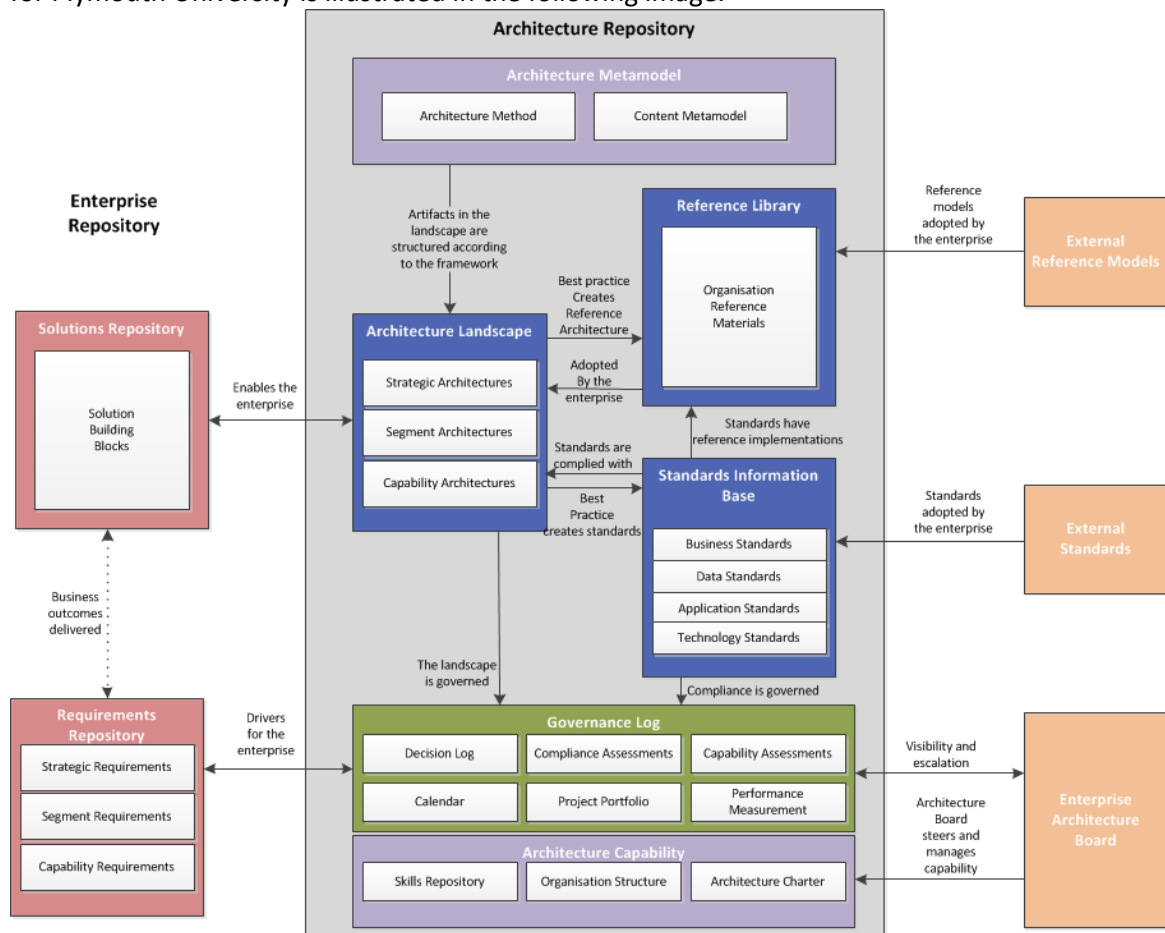 for Plymouth University is illustrated in the following image:
Architecture Repository
Architecture Metamodel
Architecture Method
Content Metamodel
Enterprise
Repository
Artifacts in the
landscape are
structured according
to the framework
Reference Library
Organisation
Reference
Materials
Reference
models
adopted by
the enterprise
External
Reference Models
Best practice
Creates
Reference
Architecture
Solutions Repository
Solution
Building
Blocks
Enables the
enterprise
Architecture Landscape
Strategic Architectures
Segment Architectures
Capability Architectures
Adopted
By the
enterprise
Standards have
reference implementations
Standards are
complied with
Best
Practice
creates standards
Standards Information
Base
Business Standards
Data Standards
Application Standards
Technology Standards
Standards
adopted by
the enterprise
External
Standards
Business
outcomes
delivered
The landscape
is governed
Compliance is governed
Requirements
Repository
Strategic Requirements
Segment Requirements
Capability Requirements
Drivers
for the
enterprise
Governance Log
Decision Log
Compliance Assessments
Capability Assessments
Calendar
Project Portfolio
Performance
Measurement
Visibility and
escalation
Enterprise
Architecture
Board
Architecture
Board
steers and
manages
capability
Architecture Capability
Skills Repository
Organisation Structure
Architecture Charter